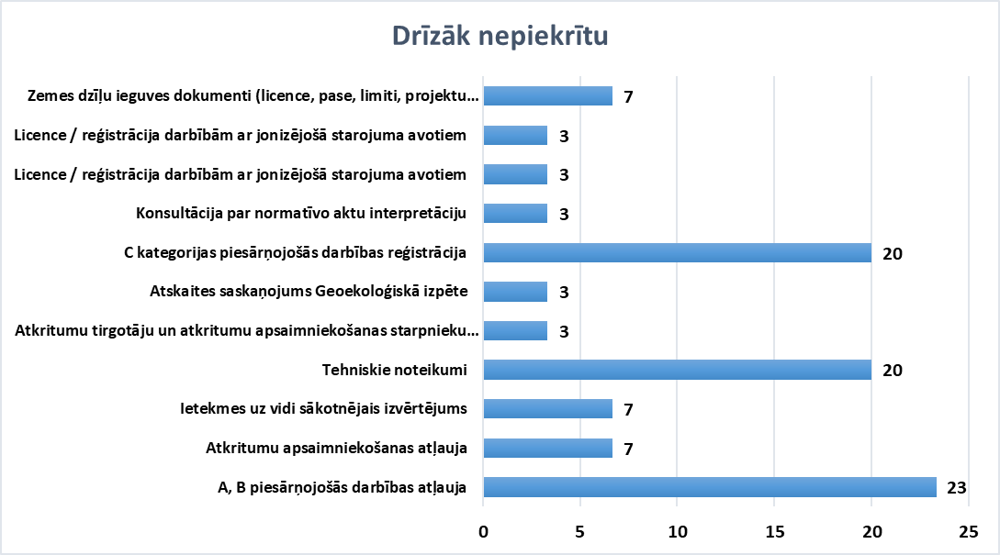 Drīzāk nepiekrītu
Zemes dzīļu ieguves dokumenti (licence, pase, limiti, projektu... 7
Licence / reģistrācija darbībām ar jonizējošā starojuma avotiem 3
Licence / reģistrācija darbībām ar jonizējošā starojuma avotiem 3
Konsultācija par normatīvo aktu interpretāciju 3
C kategorijas piesārņojošās darbības reģistrācija 20
Atskaites saskaņojums Geoekoloģiskā izpēte 3
Atkritumu tirgotāju un atkritumu apsaimniekošanas starpnieku... 3
Tehniskie noteikumi 20
Ietekmes uz vidi sākotnējais izvērtējums 7
Atkritumu apsaimniekošanas atļauja 7
A, B piesārņojošās darbības atļauja 23
0 5 10 15 20 25